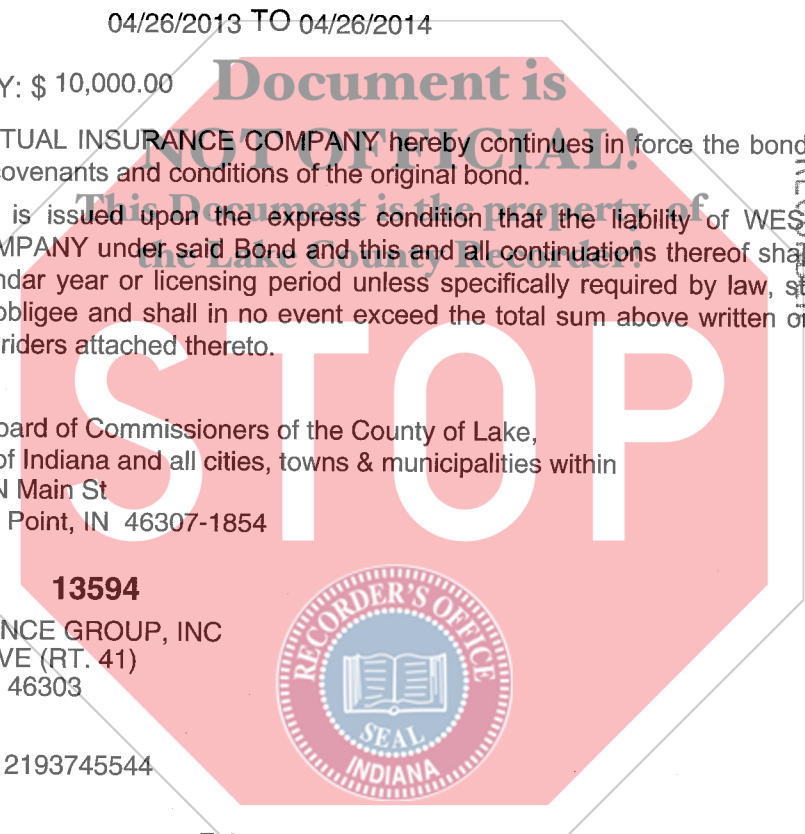 04/26/2013 TO 04/26/2014
Y: $ 10,000.00
Document is
NOT OFFICIAL!
This Document is the property of
the Lake County Recorder!
TUAL INSURANCE COMPANY hereby continues in force the bond
ovenants and conditions of the original bond.
is issued upon the express condition that the liability of WES
MPANY under said Bond and this and all continuations thereof shal
ndar year or licensing period unless specifically required by law, st
obligee and shall in no event exceed the total sum above written o
riders attached thereto.
STOP
oard of Commissioners of the County of Lake,
of Indiana and all cities, towns & municipalities within
N Main St
Point, IN 46307-1854
13594
NCE GROUP, INC
VE (RT. 41)
46303
2193745544
RECORDER'S OFFICE
SEAL
INDIANA